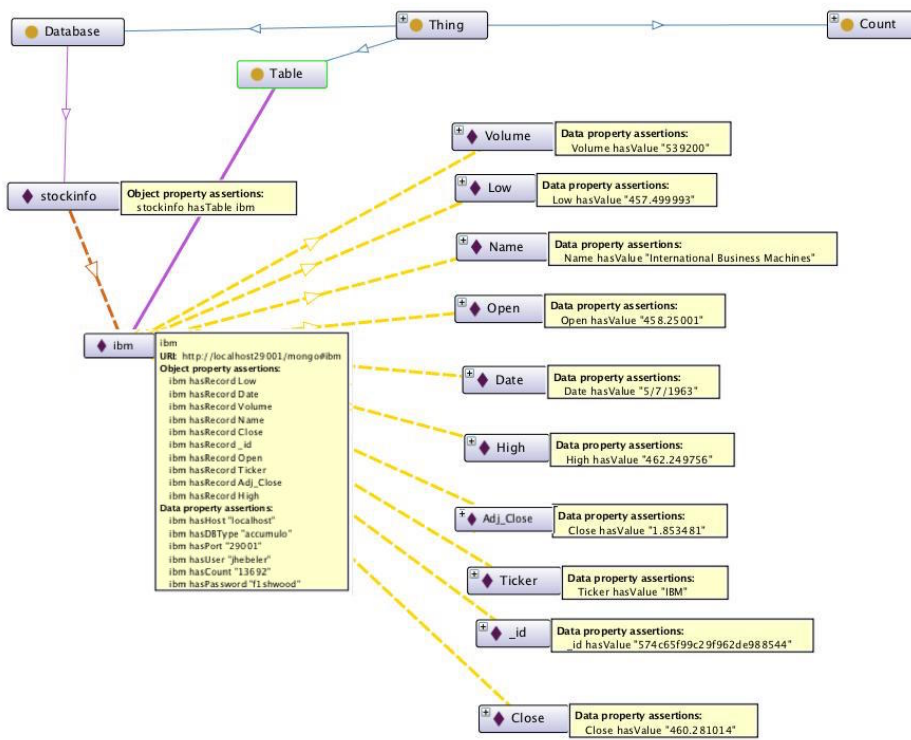 Thing
Database
Count
Table
Volume
Data property assertions:
Volume hasValue "539200"
Low
Data property assertions:
Low hasValue "457.499993"
stockinfo
Object property assertions:
stockinfo hasTable ibm
Name
Data property assertions:
Name hasValue "International Business Machines"
Open
Data property assertions:
Open hasValue "458.25001"
ibm
ibm
URI: http://localhost29001/mongo#ibm
Object property assertions:
ibm hasRecord Low
ibm hasRecord Date
ibm hasRecord Volume
ibm hasRecord Name
ibm hasRecord Close
ibm hasRecord _id
ibm hasRecord Open
ibm hasRecord Ticker
ibm hasRecord Adj_Close
ibm hasRecord High
Data property assertions:
ibm hasHost "localhost"
ibm hasDBType "accumulo"
ibm hasPort "29001"
ibm hasUser "jhebeler"
ibm hasCount "13692"
ibm hasPassword "f1shwood"
Date
Data property assertions:
Date hasValue "5/7/1963"
High
Data property assertions:
High hasValue "462.249756"
Adj_Close
Data property assertions:
Close hasValue "1.853481"
Ticker
Data property assertions:
Ticker hasValue "IBM"
_id
Data property assertions:
_id hasValue "574c65f99c29f962de988544"
Close
Data property assertions:
Close hasValue "460.281014"